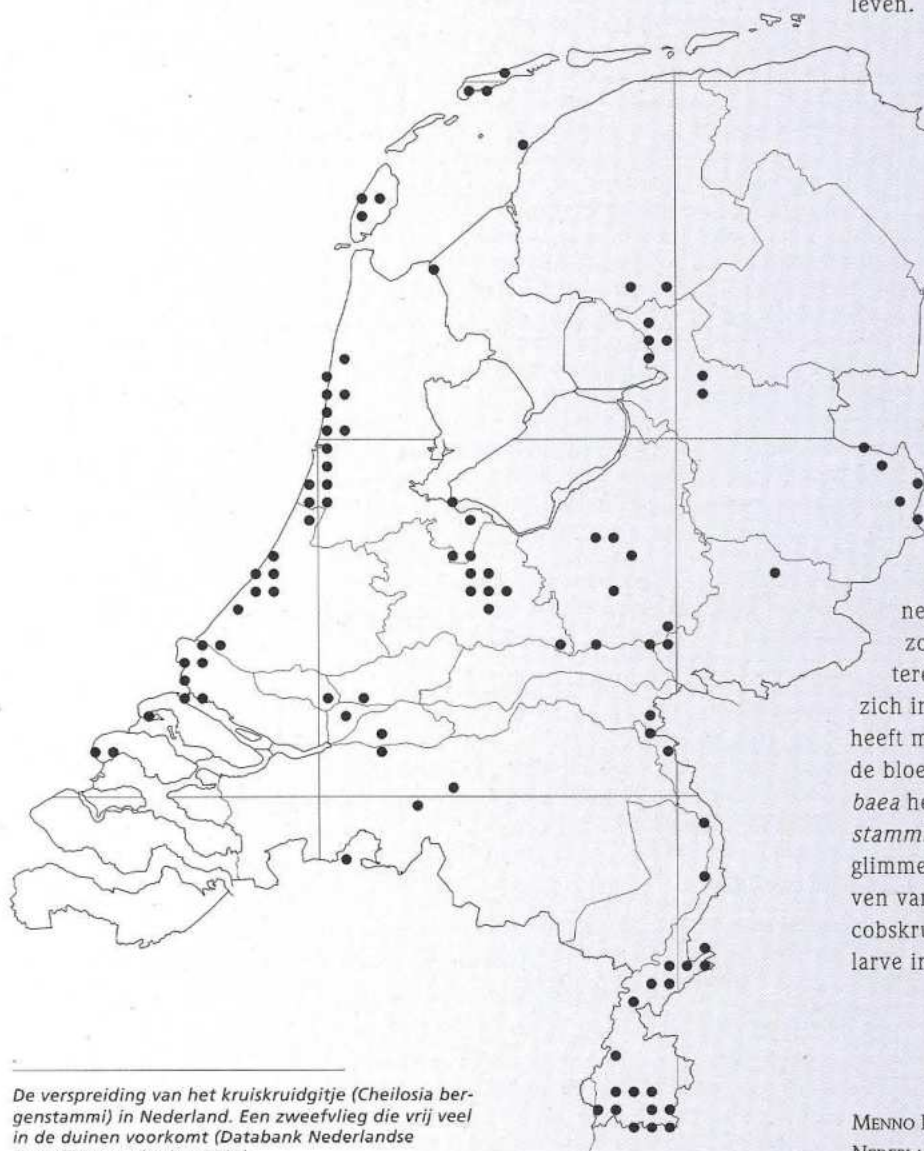 leven.
ne
zo
tere
zich in
heeft m
de bloe
baea he
stamm
glimme
ven var
cobskru
larve in
De verspreiding van het kruiskruidgitje (Cheilosia ber-
genstammi) in Nederland. Een zweefvlieg die vrij veel
in de duinen voorkomt (Databank Nederlandse
MENNO
NEDERLA